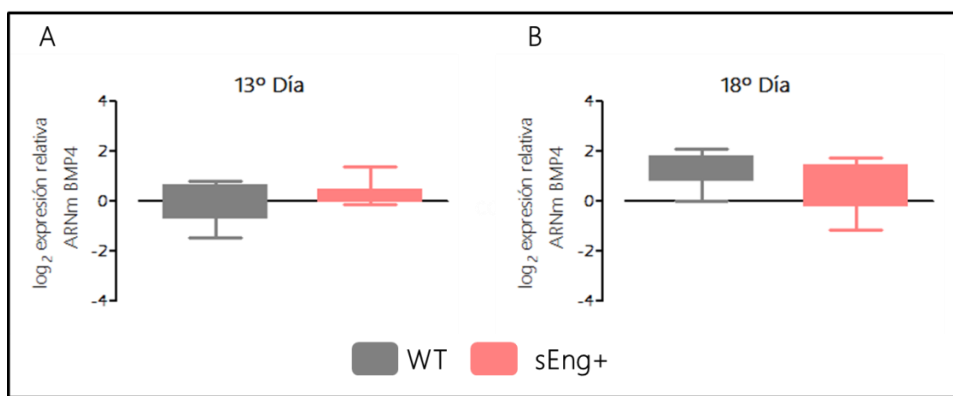 A
13º Día
log2 expresión relativa
ARNm BMP4
4
2
0
-2
-4
B
18º Día
log2 expresión relativa
ARNm BMP4
4
2
0
-2
-4
WT
sEng+